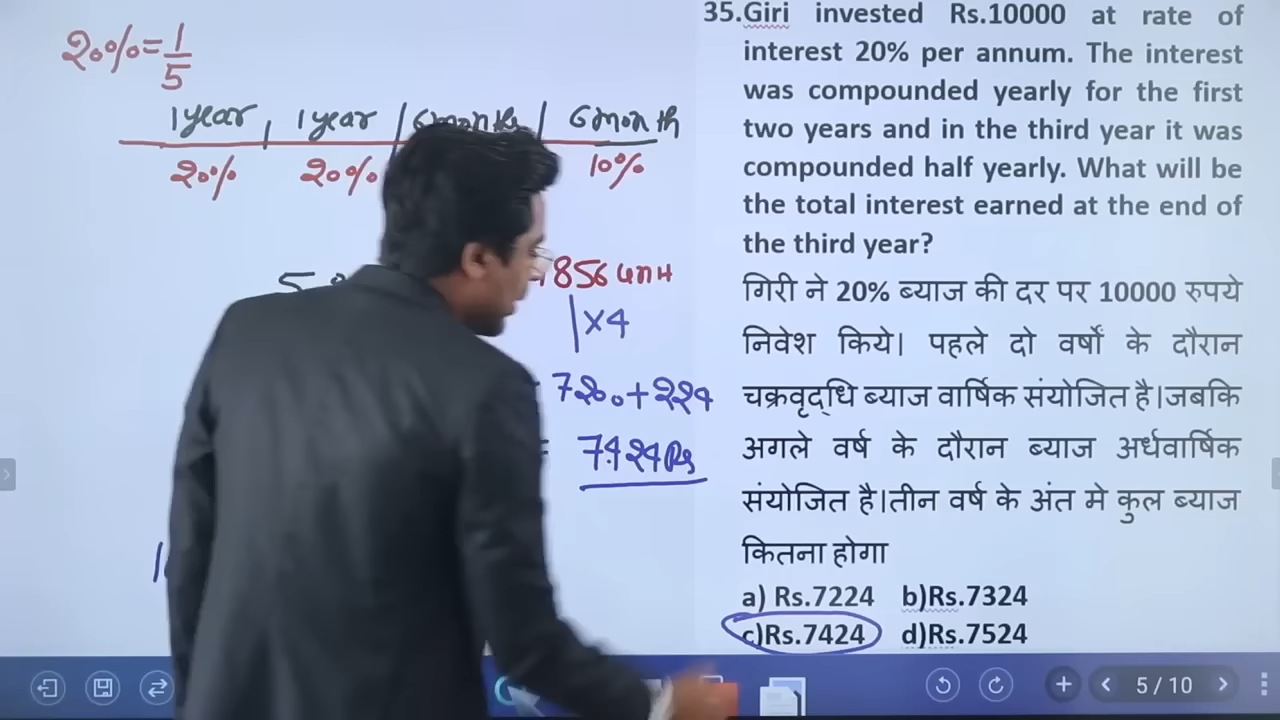 20%=1/5
1year 1year 6months 6month
20% 20% 10%
5
1856 unit
×4
7200+224
= 7424Rs
35.Giri invested Rs.10000 at rate of
interest 20% per annum. The interest
was compounded yearly for the first
two years and in the third year it was
compounded half yearly. What will be
the total interest earned at the end of
the third year?
गिरी ने 20% ब्याज की दर पर 10000 रुपये
निवेश किये। पहले दो वर्षों के दौरान
चक्रवृद्धि ब्याज वार्षिक संयोजित है।जबकि
अगले वर्ष के दौरान ब्याज अर्धवार्षिक
संयोजित है।तीन वर्ष के अंत मे कुल ब्याज
कितना होगा
a) Rs.7224 b)Rs.7324
c)Rs.7424 d)Rs.7524
5 / 10